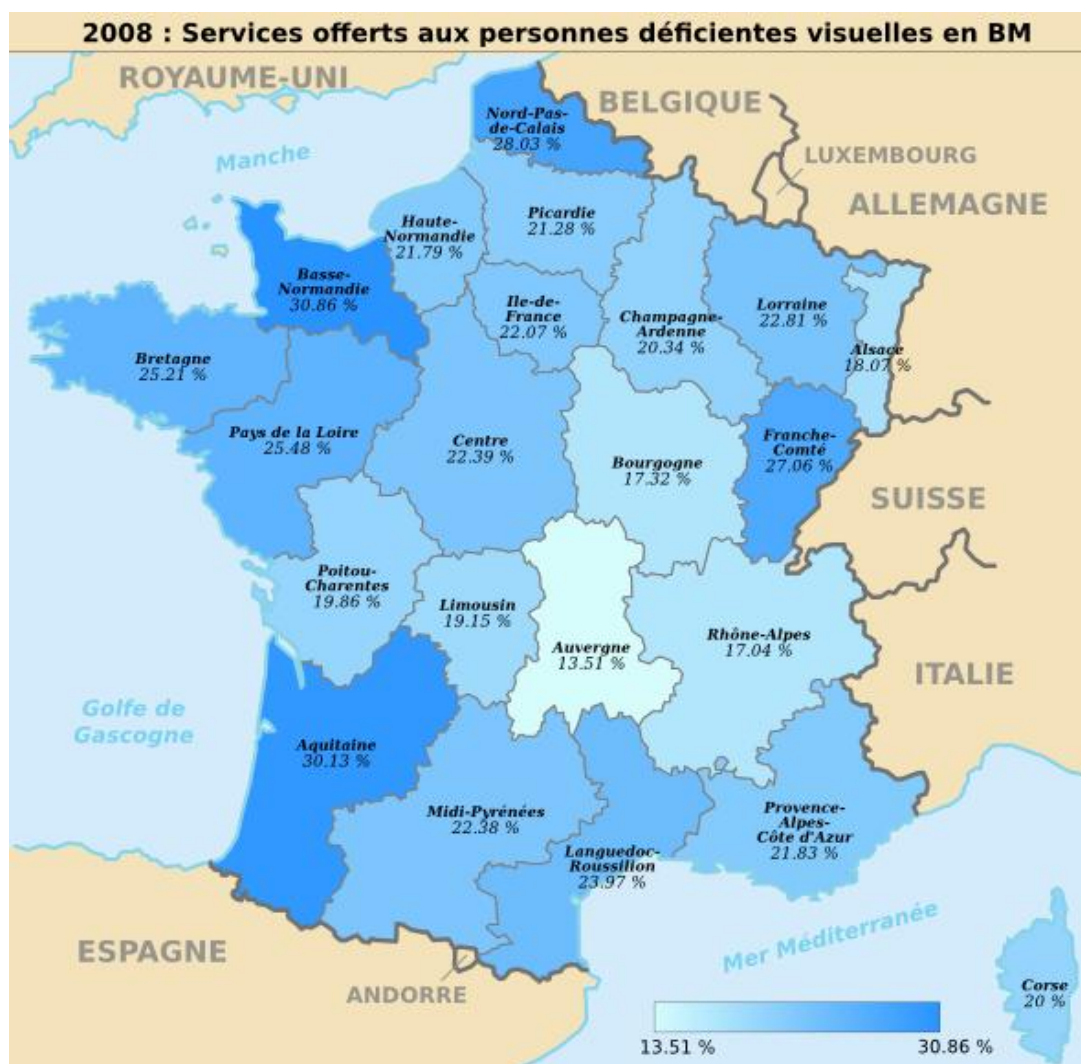 2008 : Services offerts aux personnes déficientes visuelles en BM
ROYAUME-UNI
BELGIQUE
Nord-Pas-
de-Calais
28.03 %
Manche
LUXEMBOURG
ALLEMAGNE
Haute-
Normandie
21.79 %
Picardie
21.28 %
Basse-
Normandie
30.86 %
Ile-de-
France
22.07 %
Champagne-
Ardenne
20.34 %
Lorraine
22.81 %
Alsace
18.07 %
Bretagne
25.21 %
Pays de la Loire
25.48 %
Centre
22.39 %
Bourgogne
17.32 %
Franche-
Comté
27.06 %
SUISSE
Poitou-
Charentes
19.86 %
Limousin
19.15 %
Auvergne
13.51 %
Rhône-Alpes
17.04 %
ITALIE
Golfe de
Gascogne
Aquitaine
30.13 %
Midi-Pyrénées
22.38 %
Languedoc-
Roussillon
23.97 %
Provence-
Alpes-
Côte d'Azur
21.83 %
ESPAGNE
ANDORRE
Mer Méditerranée
Corse
20 %
13.51 %
30.86 %